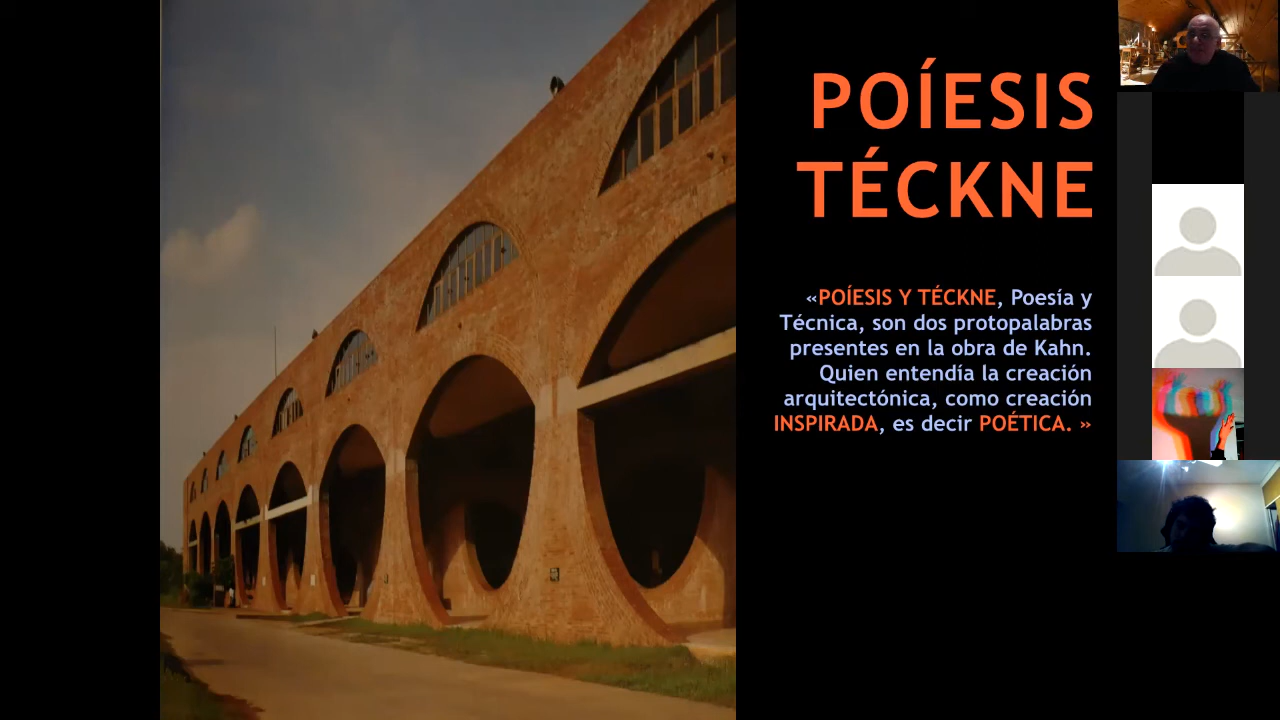 POÍESIS
TÉCKNE
«POÍESIS Y TÉCKNE, Poesía y
Técnica, son dos protopalabras
presentes en la obra de Kahn.
Quien entendía la creación
arquitectónica, como creación
INSPIRADA, es decir POÉTICA. »